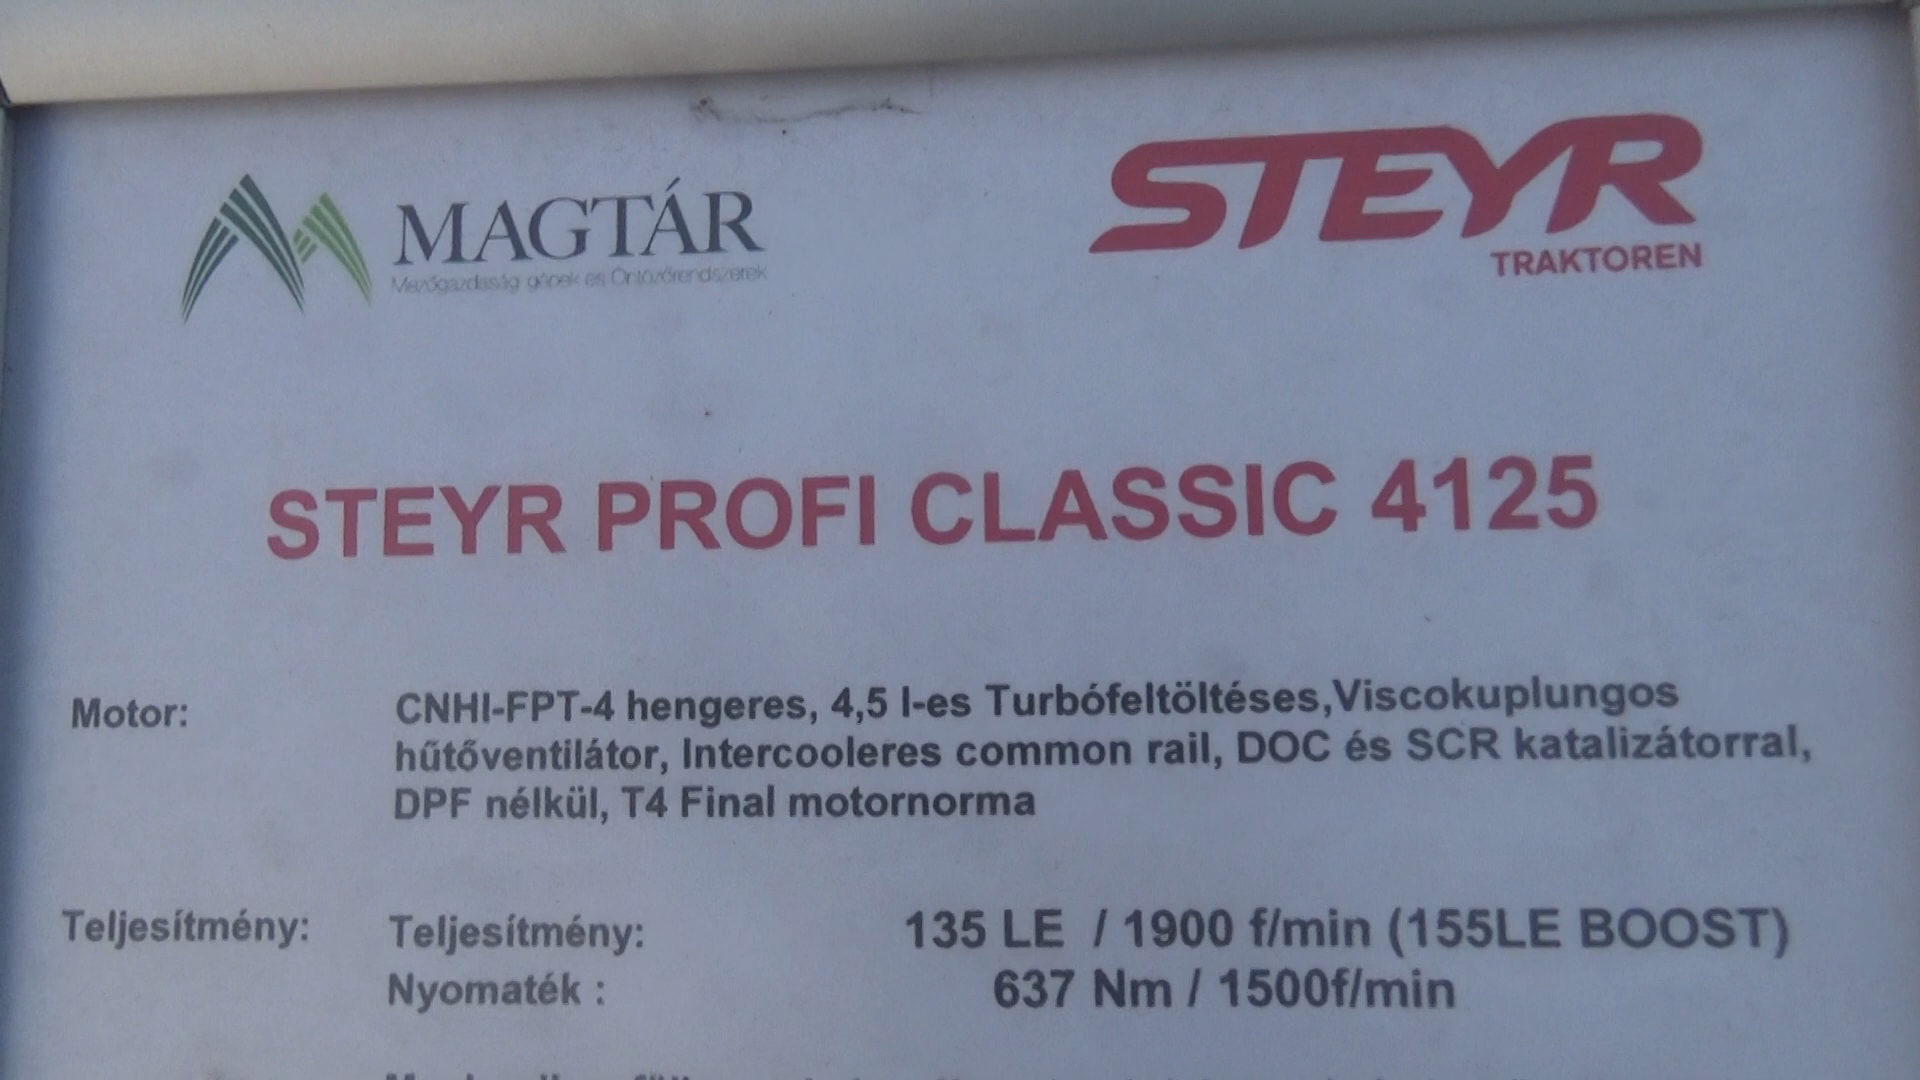 MAGTÁR
Mezőgazdaság gépek és Öntözőrendszerek
STEYR
TRAKTOREN
STEYR PROFI CLASSIC 4125
Motor: CNHI-FPT-4 hengeres, 4,5 l-es Turbófeltöltéses,Viscokuplungos
hűtőventilátor, Intercooleres common rail, DOC és SCR katalizátorral,
DPF nélkül, T4 Final motornorma
Teljesítmény: Teljesítmény: 135 LE / 1900 f/min (155LE BOOST)
Nyomaték : 637 Nm / 1500f/min